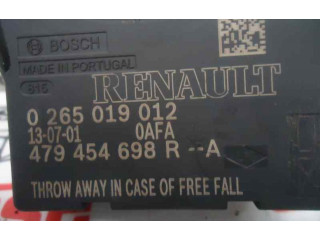 BOSCH
MADE IN PORTUGAL
815
RENAULT
0 265 019 012
13-07-01 0AFA
479 454 698 R --A
THROW AWAY IN CASE OF FREE FALL